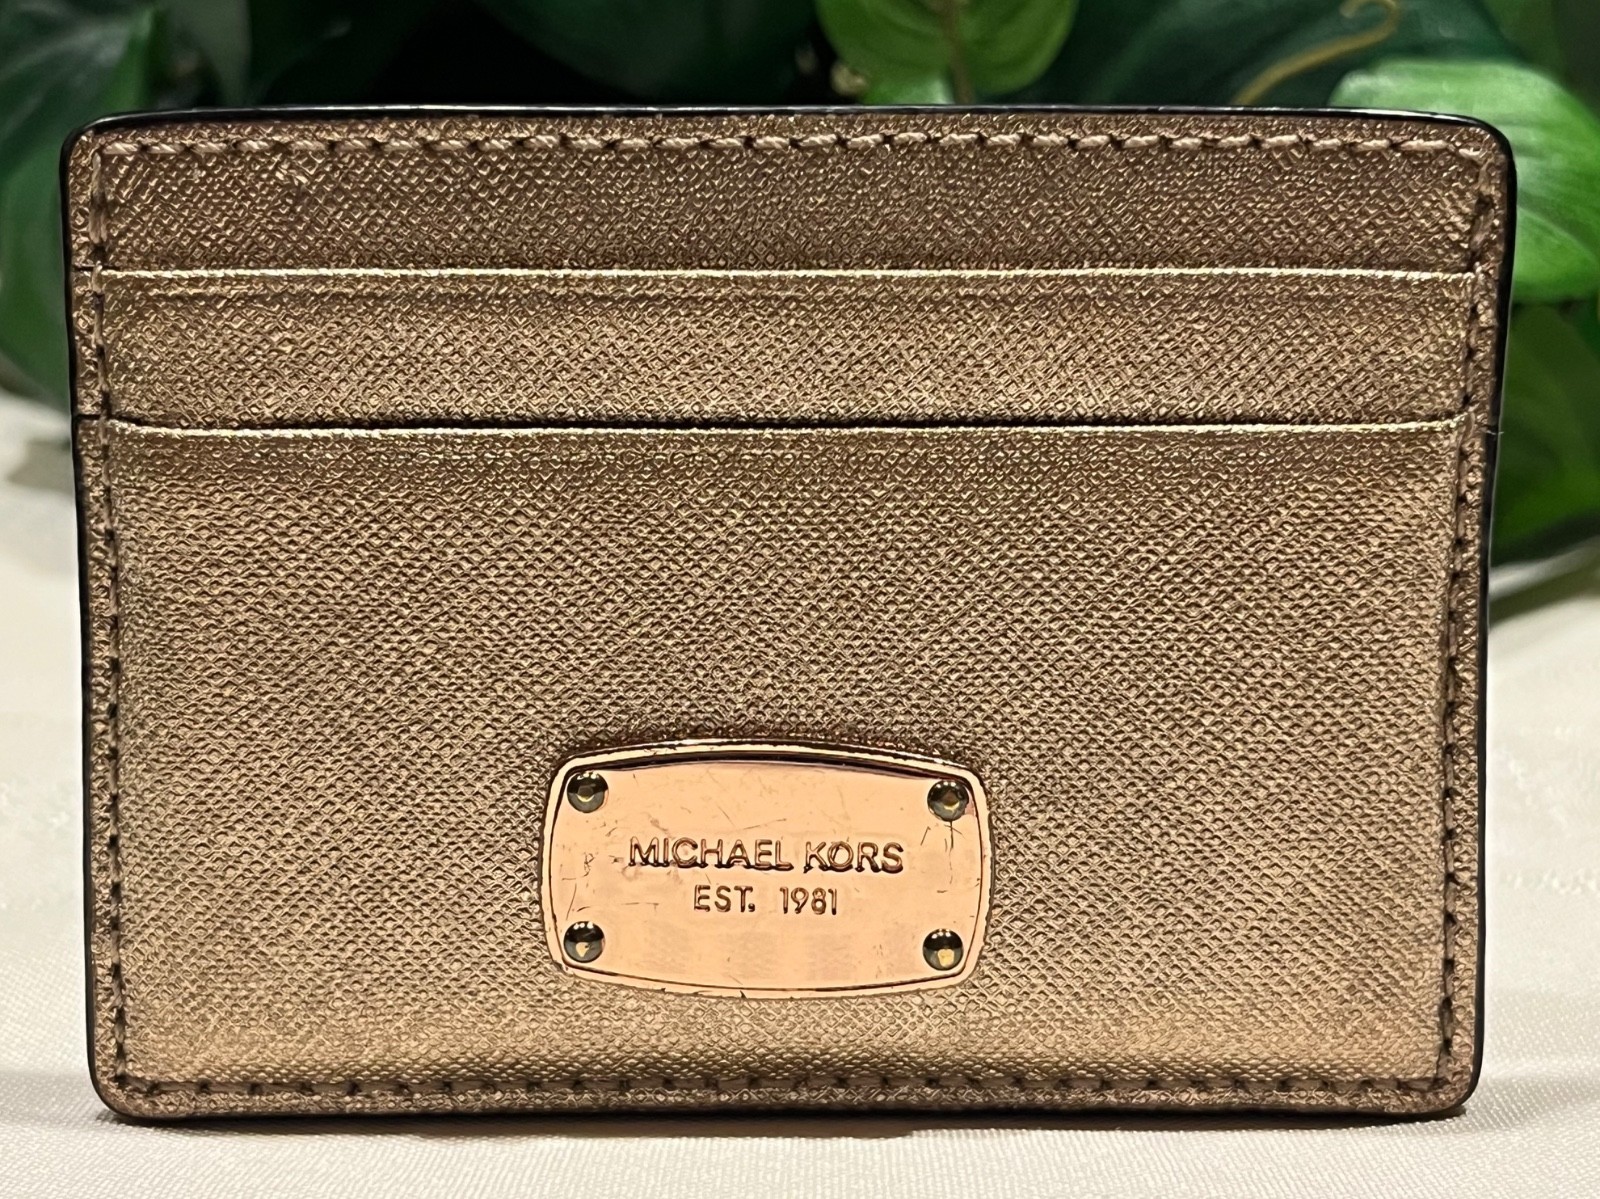 MICHAEL KORS
EST. 1981